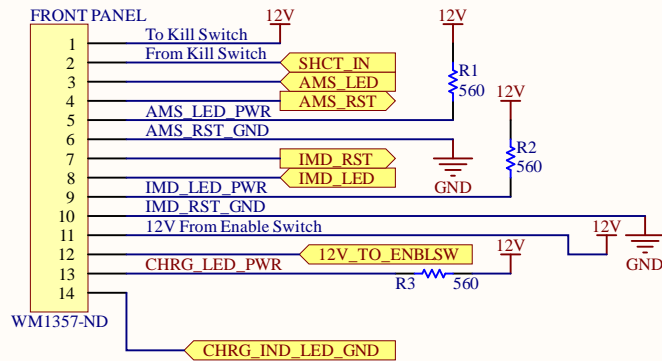 FRONT PANEL
12V
12V
To Kill Switch
1
From Kill Switch
2
SHCT_IN
R1
3
AMS_LED
560
12V
4
AMS_RST
AMS_LED_PWR
5
AMS_RST_GND
6
R2
7
IMD_RST
560
GND
8
IMD_LED
IMD_LED_PWR
9
IMD_RST_GND
10
12V From Enable Switch
11
12V
12
12V_TO_ENBLSW
12V
CHRG_LED_PWR
GND
13
R3
560
14
WM1357-ND
CHRG_IND_LED_GND